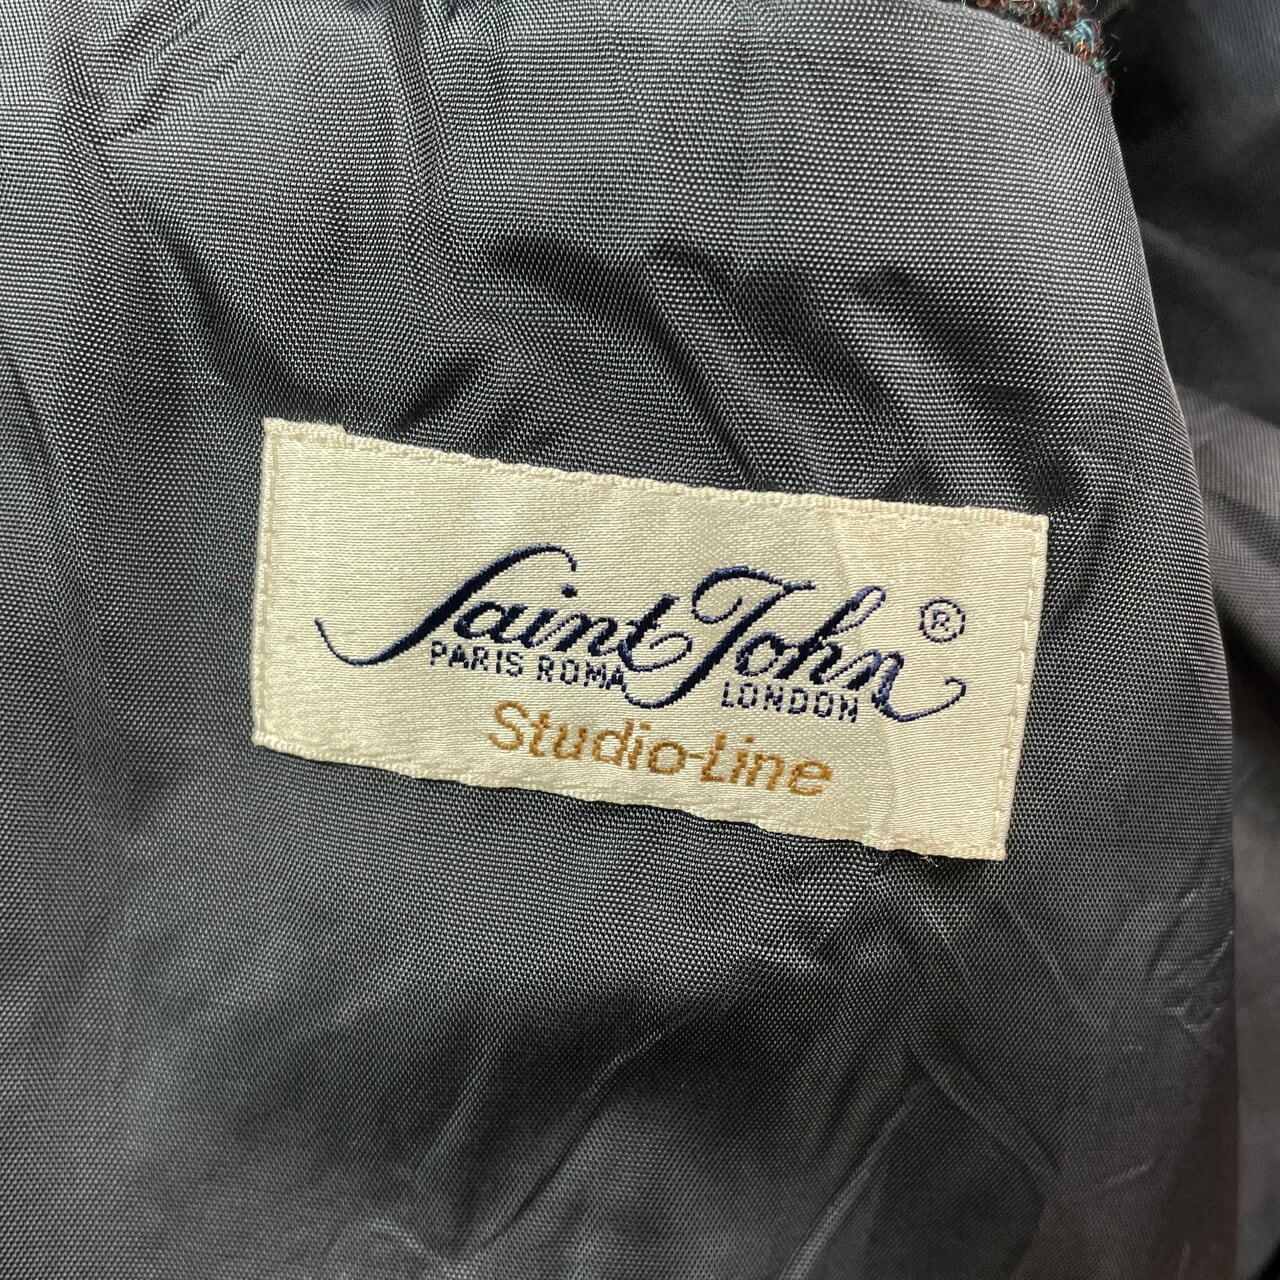 Saint John ®
PARIS ROMA LONDON
Studio-Line